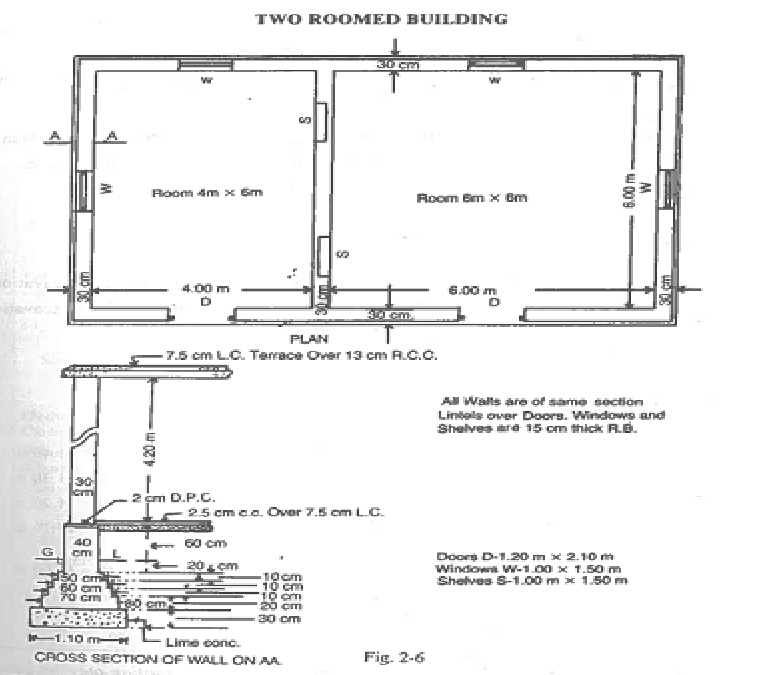 TWO ROOMED BUILDING
30 cm
W
W
A
A
S
W
Room 4m × 6m
Room 6m × 6m
6.00 m
W
S
30 cm
4.00 m
D
30 cm
6.00 m
D
30 cm
30 cm.
PLAN
7.5 cm L.C. Terrace Over 13 cm R.C.C.
All Walls are of same section
Lintels over Doors. Windows and
Shelves are 15 cm thick R.B.
4.20 m
30
cm
2 cm D.P.C.
2.5 cm c.c. Over 7.5 cm L.C.
40
cm
60 cm
G
L
20 cm
50 cm
60 cm
70 cm
80 cm
10 cm
10 cm
10 cm
20 cm
30 cm
Doors D-1.20 m × 2.10 m
Windows W-1.00 × 1.50 m
Shelves S-1.00 m × 1.50 m
1.10 m
Lime conc.
CROSS SECTION OF WALL ON AA.
Fig. 2-6